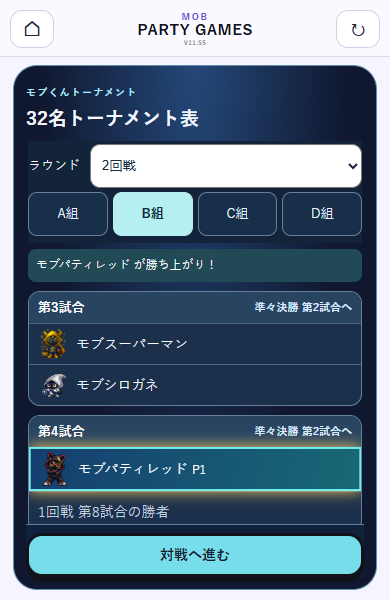 MOB
PARTY GAMES
V11.55
モブくんトーナメント
32名トーナメント表
ラウンド 2回戦
A組 B組 C組 D組
モブパティレッド が勝ち上がり！
第3試合 準々決勝 第2試合へ
モブスーパーマン
モブシロガネ
第4試合 準々決勝 第2試合へ
モブパティレッド P1
1回戦 第8試合の勝者
対戦へ進む